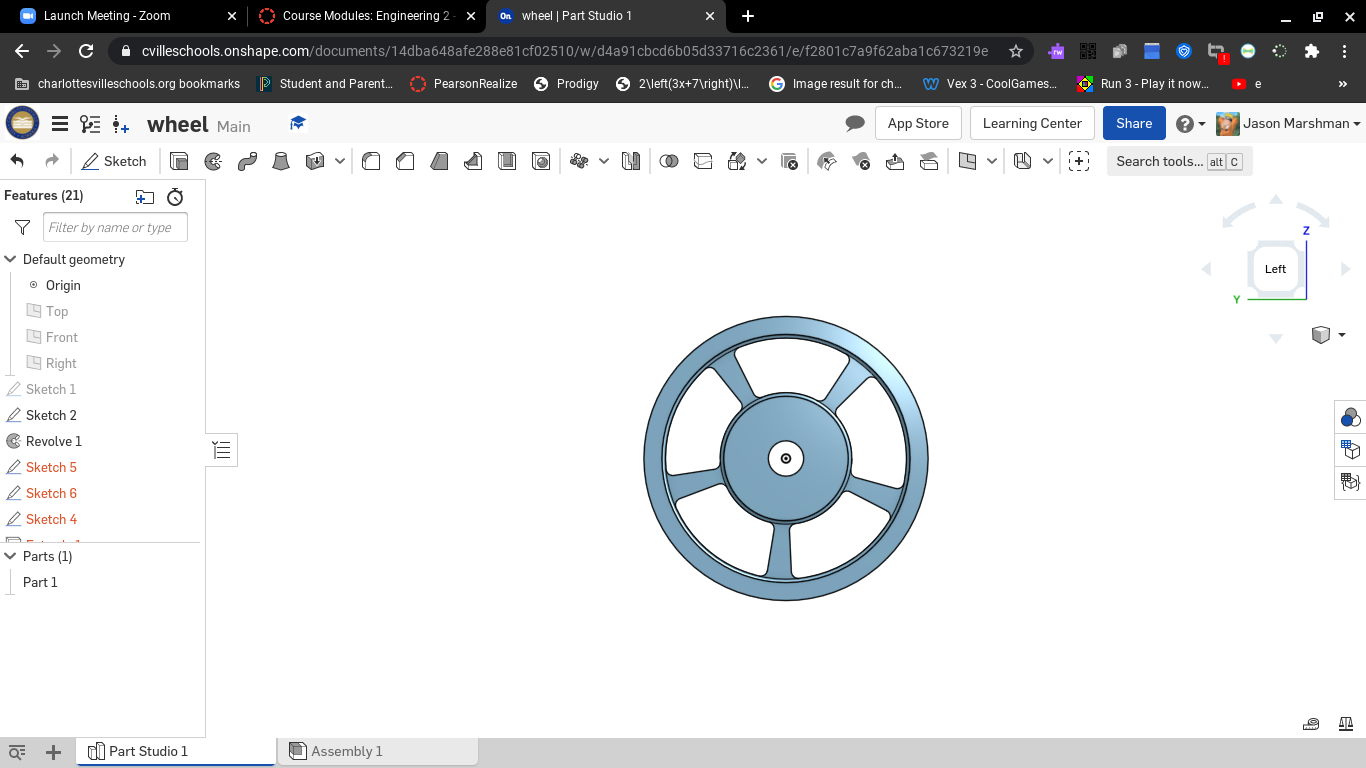 Launch Meeting - Zoom
Course Modules: Engineering 2 -
On wheel | Part Studio 1
cvilleschools.onshape.com/documents/14dba648afe288e81cf02510/w/d4a91cbcd6b05d33716c2361/e/f2801c7a9f62aba1c673219e
charlottesvilleschools.org bookmarks
Student and Parent...
PearsonRealize
Prodigy
2\left(3x+7\right)\l...
Image result for ch...
Vex 3 - CoolGames...
Run 3 - Play it now...
e
»
wheel Main
App Store
Learning Center
Share
Jason Marshman
Sketch
Search tools... alt C
Features (21)
Filter by name or type
Default geometry
Origin
Top
Front
Right
Sketch 1
Sketch 2
Revolve 1
Sketch 5
Sketch 6
Sketch 4
Parts (1)
Part 1
Z
Left
Y
Part Studio 1
Assembly 1